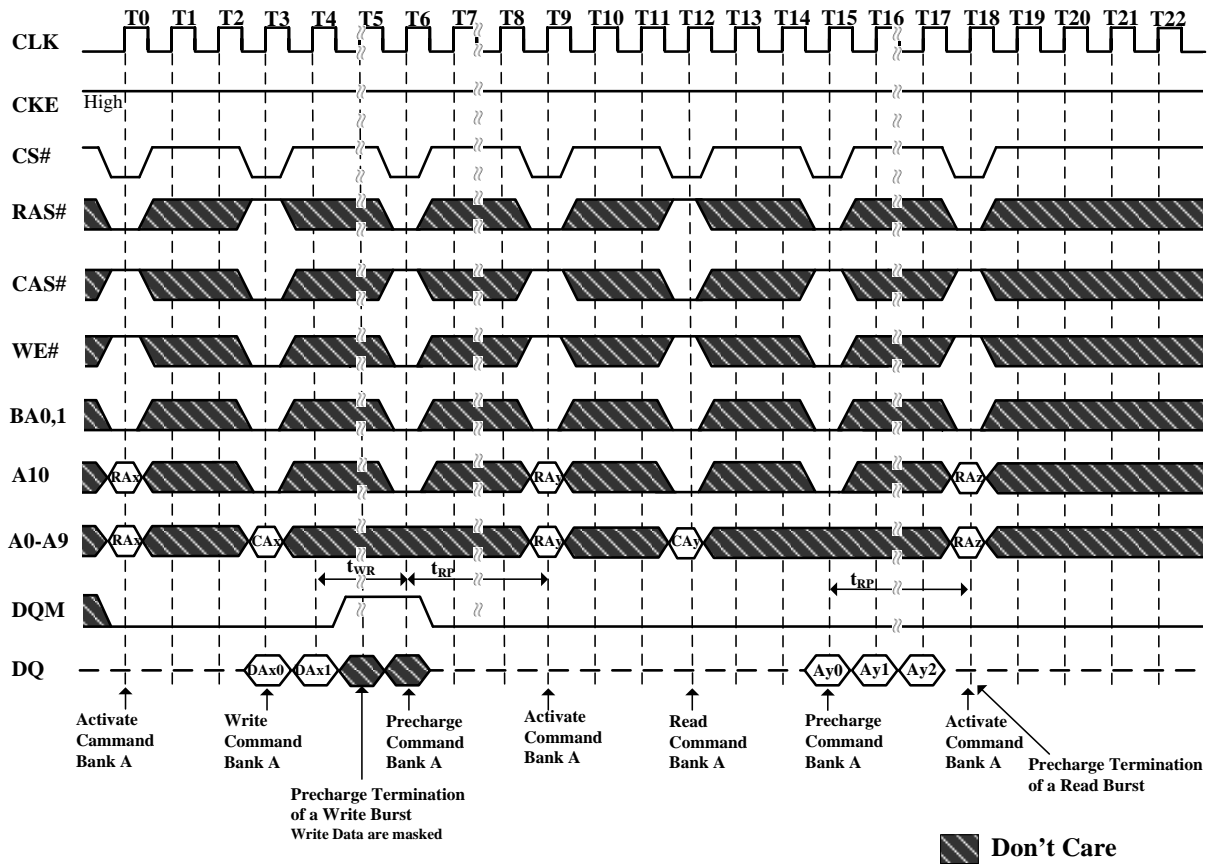 T0 T1 T2 T3 T4 T5 T6 T7 T8 T9 T10 T11 T12 T13 T14 T15 T16 T17 T18 T19 T20 T21 T22
CLK
CKE High
CS#
RAS#
CAS#
WE#
BA0,1
A10 RAx RAy RAz
A0-A9 RAx CAx RAy CAy RAz
tWR tRP tRP
DQM
DQ DAx0 DAx1 Ay0 Ay1 Ay2
Activate
Cammand
Bank A
Write
Command
Bank A
Precharge
Command
Bank A
Activate
Command
Bank A
Read
Command
Bank A
Precharge
Command
Bank A
Activate
Command
Bank A
Precharge Termination
of a Read Burst
Precharge Termination
of a Write Burst
Write Data are masked
Don't Care